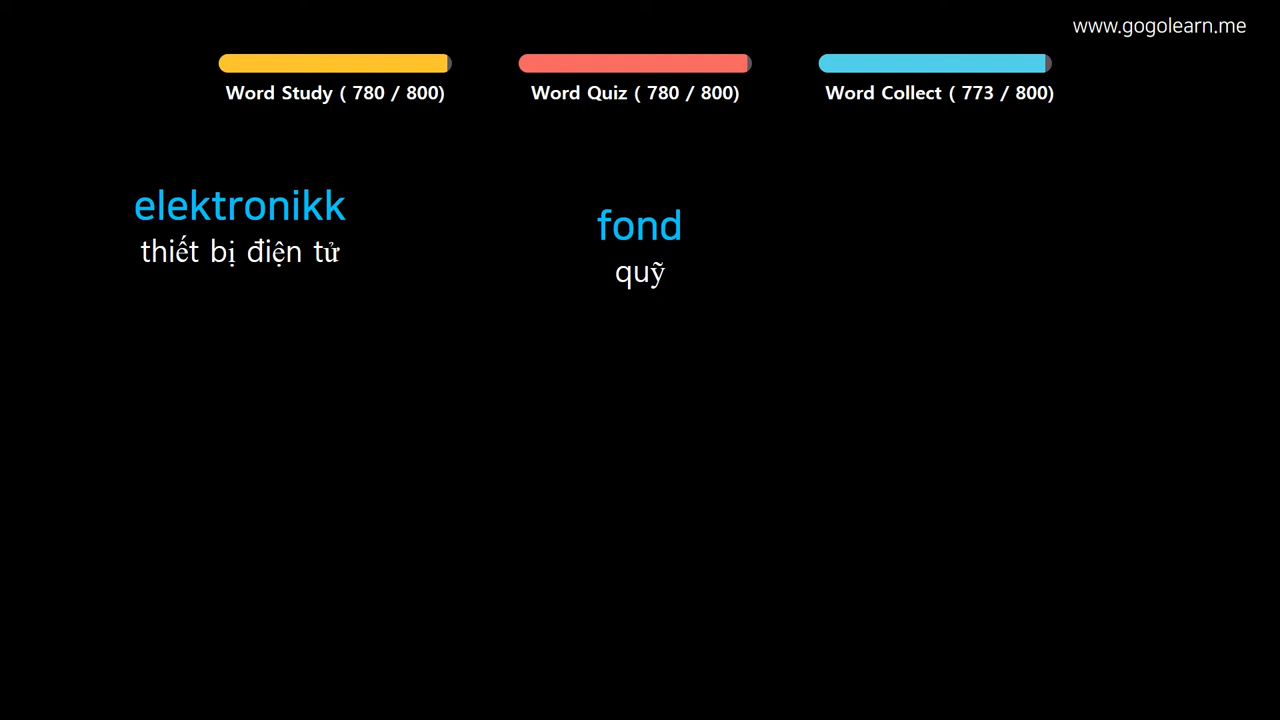 www.gogolearn.me
Word Study ( 780 / 800)
Word Quiz ( 780 / 800)
Word Collect ( 773 / 800)
elektronikk
thiết bị điện tử
fond
quỹ